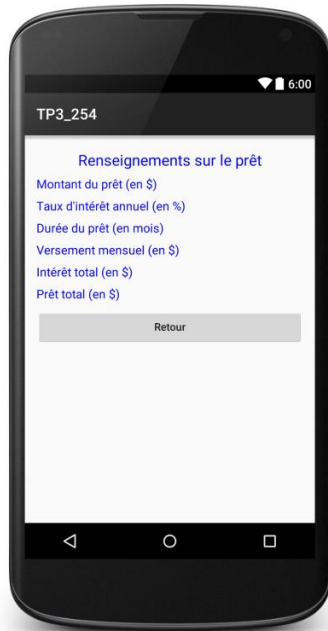 6:00
TP3_254
Renseignements sur le prêt
Montant du prêt (en $)
Taux d'intérêt annuel (en %)
Durée du prêt (en mois)
Versement mensuel (en $)
Intérêt total (en $)
Prêt total (en $)
Retour